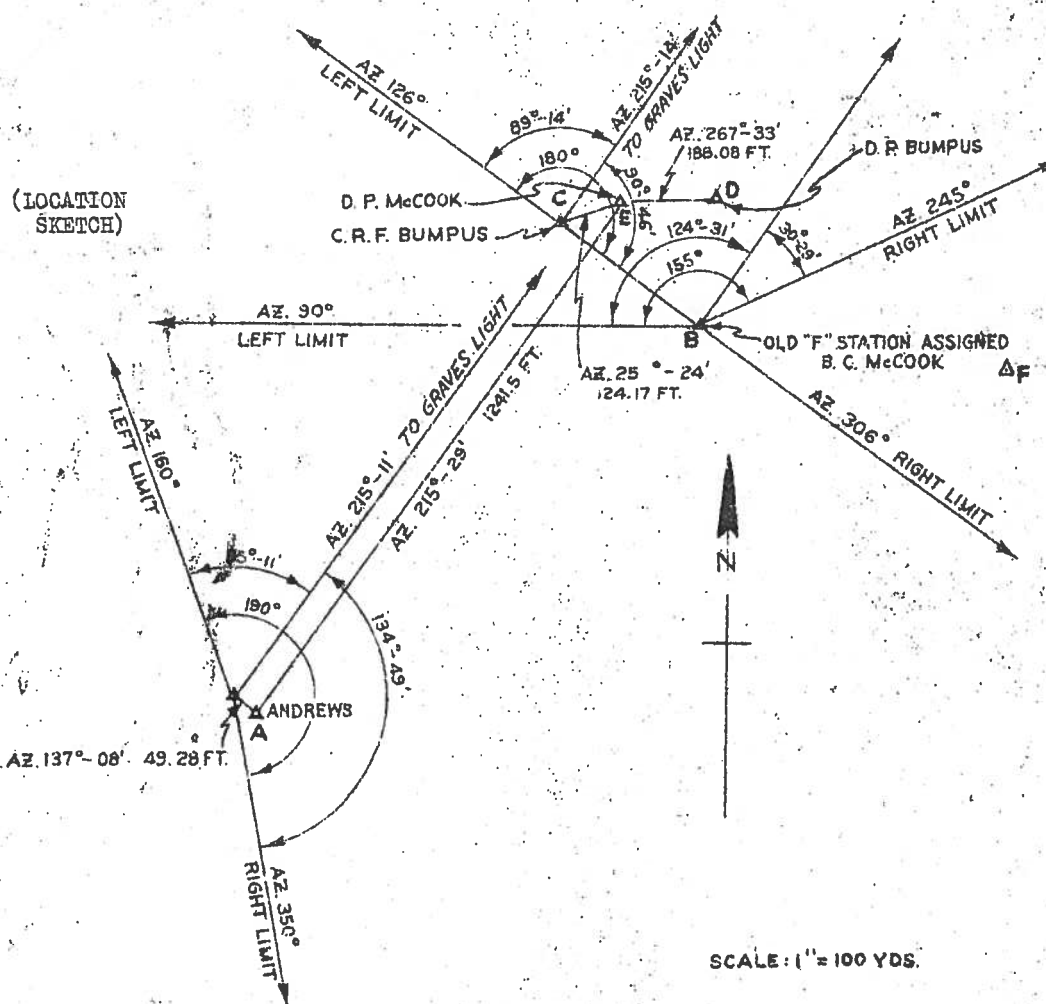 AZ 126°
LEFT LIMIT
AZ. 215°-14'
TO GRAVES LIGHT
89°-14'
180°
AZ. 267°-33'
188.08 FT.
D. P. BUMPUS
(LOCATION
SKETCH)
D. P. McCOOK
C
E
D
C.R.F. BUMPUS
90°-46'
124°-31'
30°-29'
155°
AZ. 245°
RIGHT LIMIT
AZ. 90°
LEFT LIMIT
B
OLD "F" STATION ASSIGNED
B. C. McCOOK
F
AZ. 25°-24'
124.17 FT.
AZ. 306° RIGHT LIMIT
AZ 160°
LEFT LIMIT
AZ. 215°-11' TO GRAVES LIGHT
AZ. 215°-29' 1241.5 FT.
N
190°
134°-49'
ANDREWS
A
AZ. 137°-08' 49.28 FT.
AZ. 350°
RIGHT LIMIT
SCALE: 1"= 100 YDS.